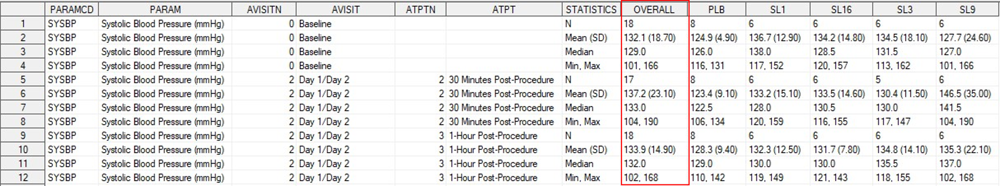 PARAMCD PARAM AVISITN AVISIT ATPTN ATPT STATISTICS OVERALL PLB SL1 SL16 SL3 SL9
1 SYSBP Systolic Blood Pressure (mmHg) 0 Baseline N 18 8 6 6 6 6
2 SYSBP Systolic Blood Pressure (mmHg) 0 Baseline Mean (SD) 132.1 (18.70) 124.9 (4.90) 136.7 (12.90) 134.2 (14.80) 134.5 (18.10) 127.7 (24.60)
3 SYSBP Systolic Blood Pressure (mmHg) 0 Baseline Median 129.0 126.0 138.0 128.5 131.5 127.0
4 SYSBP Systolic Blood Pressure (mmHg) 0 Baseline Min, Max 101, 166 116, 131 117, 152 120, 157 113, 162 101, 166
5 SYSBP Systolic Blood Pressure (mmHg) 2 Day 1/Day 2 2 30 Minutes Post-Procedure N 17 8 6 6 5 6
6 SYSBP Systolic Blood Pressure (mmHg) 2 Day 1/Day 2 2 30 Minutes Post-Procedure Mean (SD) 137.2 (23.10) 123.4 (9.10) 133.2 (15.10) 133.5 (14.60) 130.4 (11.50) 146.5 (35.00)
7 SYSBP Systolic Blood Pressure (mmHg) 2 Day 1/Day 2 2 30 Minutes Post-Procedure Median 133.0 122.5 128.0 130.5 130.0 141.5
8 SYSBP Systolic Blood Pressure (mmHg) 2 Day 1/Day 2 2 30 Minutes Post-Procedure Min, Max 104, 190 106, 134 120, 159 116, 155 117, 147 104, 190
9 SYSBP Systolic Blood Pressure (mmHg) 2 Day 1/Day 2 3 1-Hour Post-Procedure N 18 8 6 6 6 6
10 SYSBP Systolic Blood Pressure (mmHg) 2 Day 1/Day 2 3 1-Hour Post-Procedure Mean (SD) 133.9 (14.90) 128.3 (9.40) 132.3 (12.50) 131.7 (7.80) 134.8 (14.10) 135.3 (22.10)
11 SYSBP Systolic Blood Pressure (mmHg) 2 Day 1/Day 2 3 1-Hour Post-Procedure Median 132.0 129.0 130.0 130.0 135.5 137.0
12 SYSBP Systolic Blood Pressure (mmHg) 2 Day 1/Day 2 3 1-Hour Post-Procedure Min, Max 102, 168 110, 142 119, 149 121, 143 118, 155 102, 168